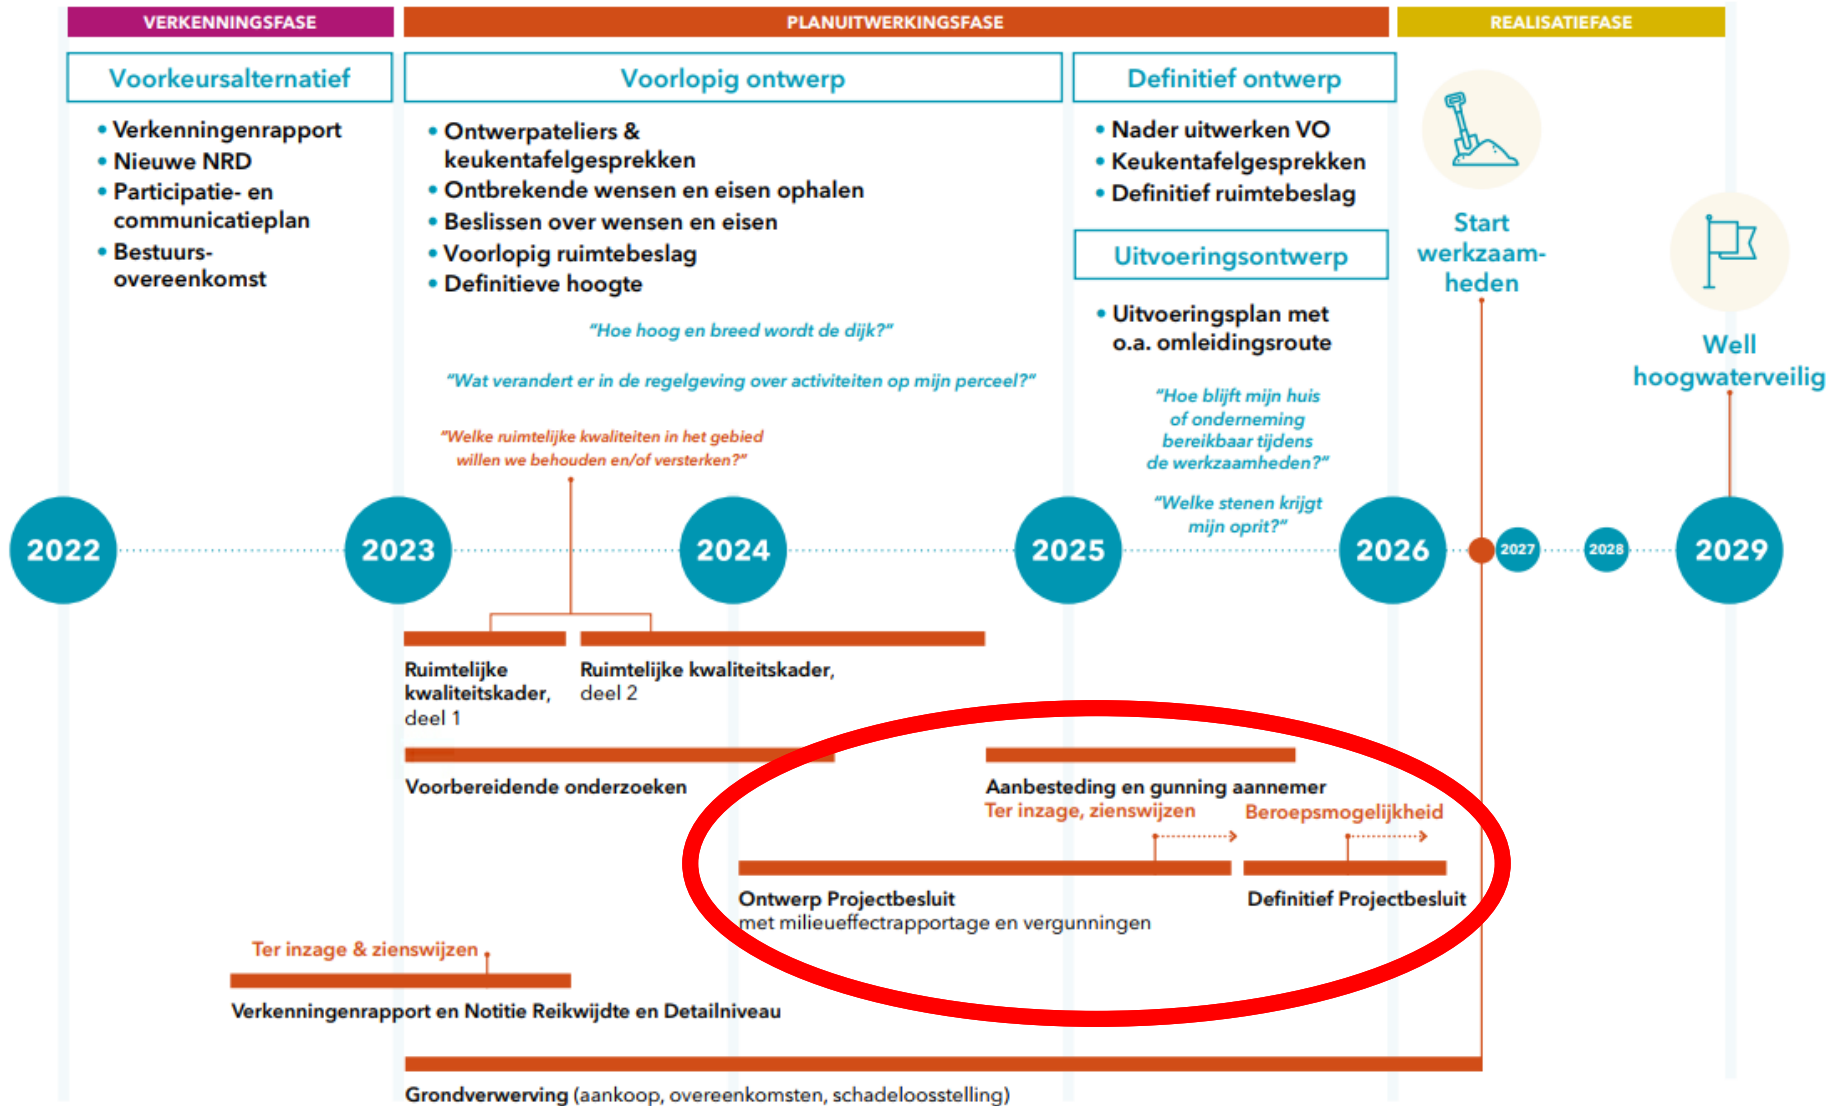 VERKENNINGSFASE
PLANUITWERKINGSFASE
REALISATIEFASE
Voorkeursalternatief
• Verkenningenrapport
• Nieuwe NRD
• Participatie- en
communicatieplan
• Bestuurs-
overeenkomst
Voorlopig ontwerp
• Ontwerpateliers &
keukentafelgesprekken
• Ontbrekende wensen en eisen ophalen
• Beslissen over wensen en eisen
• Voorlopig ruimtebeslag
• Definitieve hoogte
“Hoe hoog en breed wordt de dijk?“
“Wat verandert er in de regelgeving over activiteiten op mijn perceel?“
“Welke ruimtelijke kwaliteiten in het gebied
willen we behouden en/of versterken?“
Definitief ontwerp
• Nader uitwerken VO
• Keukentafelgesprekken
• Definitief ruimtebeslag
Uitvoeringsontwerp
• Uitvoeringsplan met
o.a. omleidingsroute
“Hoe blijft mijn huis
of onderneming
bereikbaar tijdens
de werkzaamheden?“
“Welke stenen krijgt
mijn oprit?“
Start
werkzaam-
heden
Well
hoogwaterveilig
2022
2023
2024
2025
2026
2027
2028
2029
Ruimtelijke
kwaliteitskader,
deel 1
Ruimtelijke kwaliteitskader,
deel 2
Voorbereidende onderzoeken
Aanbesteding en gunning aannemer
Ter inzage, zienswijzen
Beroepsmogelijkheid
Ontwerp Projectbesluit
met milieueffectrapportage en vergunningen
Definitief Projectbesluit
Ter inzage & zienswijzen
Verkenningenrapport en Notitie Reikwijdte en Detailniveau
Grondverwerving (aankoop, overeenkomsten, schadeloosstelling)